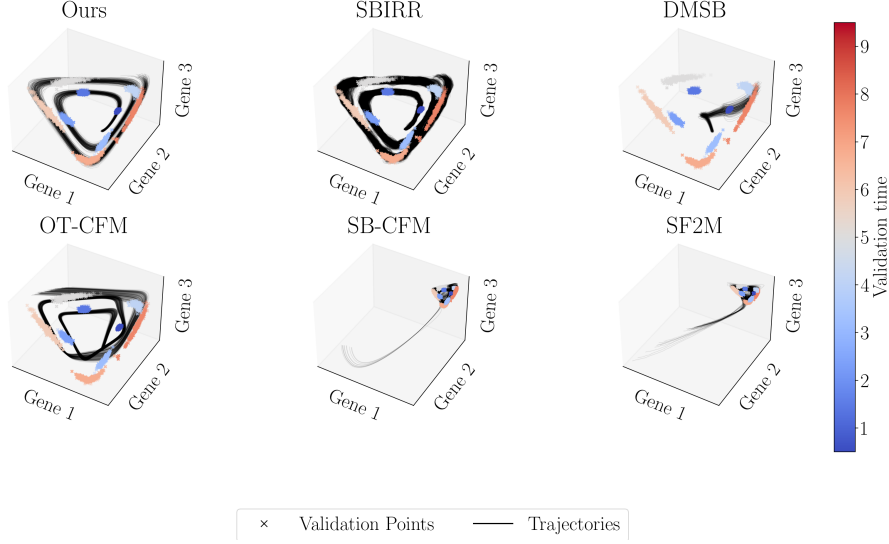 Ours
SBIRR
DMSB
Gene 1
Gene 2
Gene 3
Gene 1
Gene 2
Gene 3
Gene 1
Gene 2
Gene 3
OT-CFM
SB-CFM
SF2M
Gene 1
Gene 2
Gene 3
Gene 1
Gene 2
Gene 3
Gene 1
Gene 2
Gene 3
9
8
7
6
5
4
3
2
1
Validation time
Validation Points
Trajectories